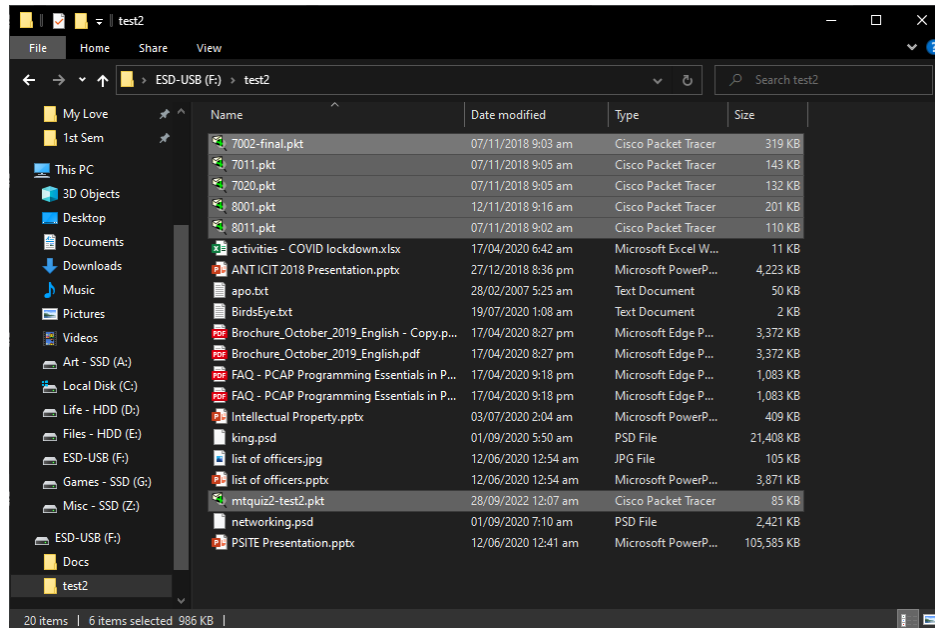 test2
File Home Share View
ESD-USB (F:) test2 Search test2
My Love
1st Sem
This PC
3D Objects
Desktop
Documents
Downloads
Music
Pictures
Videos
Art - SSD (A:)
Local Disk (C:)
Life - HDD (D:)
Files - HDD (E:)
ESD-USB (F:)
Games - SSD (G:)
Misc - SSD (Z:)
ESD-USB (F:)
Docs
test2
Name Date modified Type Size
7002-final.pkt 07/11/2018 9:03 am Cisco Packet Tracer 319 KB
7011.pkt 07/11/2018 9:05 am Cisco Packet Tracer 143 KB
7020.pkt 07/11/2018 9:05 am Cisco Packet Tracer 132 KB
8001.pkt 12/11/2018 9:16 am Cisco Packet Tracer 201 KB
8011.pkt 07/11/2018 9:02 am Cisco Packet Tracer 110 KB
activities - COVID lockdown.xlsx 17/04/2020 6:42 am Microsoft Excel W... 11 KB
ANT ICIT 2018 Presentation.pptx 27/12/2018 8:36 pm Microsoft PowerP... 4,223 KB
apo.txt 28/02/2007 5:25 am Text Document 50 KB
BirdsEye.txt 19/07/2020 1:08 am Text Document 2 KB
PDF Brochure_October_2019_English - Copy.p... 17/04/2020 8:27 pm Microsoft Edge P... 3,372 KB
PDF Brochure_October_2019_English.pdf 17/04/2020 8:27 pm Microsoft Edge P... 3,372 KB
PDF FAQ - PCAP Programming Essentials in P... 17/04/2020 9:18 pm Microsoft Edge P... 1,083 KB
PDF FAQ - PCAP Programming Essentials in P... 17/04/2020 9:18 pm Microsoft Edge P... 1,083 KB
Intellectual Property.pptx 03/07/2020 2:04 am Microsoft PowerP... 409 KB
king.psd 01/09/2020 5:50 am PSD File 21,408 KB
list of officers.jpg 12/06/2020 12:54 am JPG File 105 KB
list of officers.pptx 12/06/2020 12:54 am Microsoft PowerP... 3,871 KB
mtquiz2-test2.pkt 28/09/2022 12:07 am Cisco Packet Tracer 85 KB
networking.psd 01/09/2020 7:10 am PSD File 2,421 KB
PSITE Presentation.pptx 12/06/2020 12:41 am Microsoft PowerP... 105,585 KB
20 items 6 items selected 986 KB